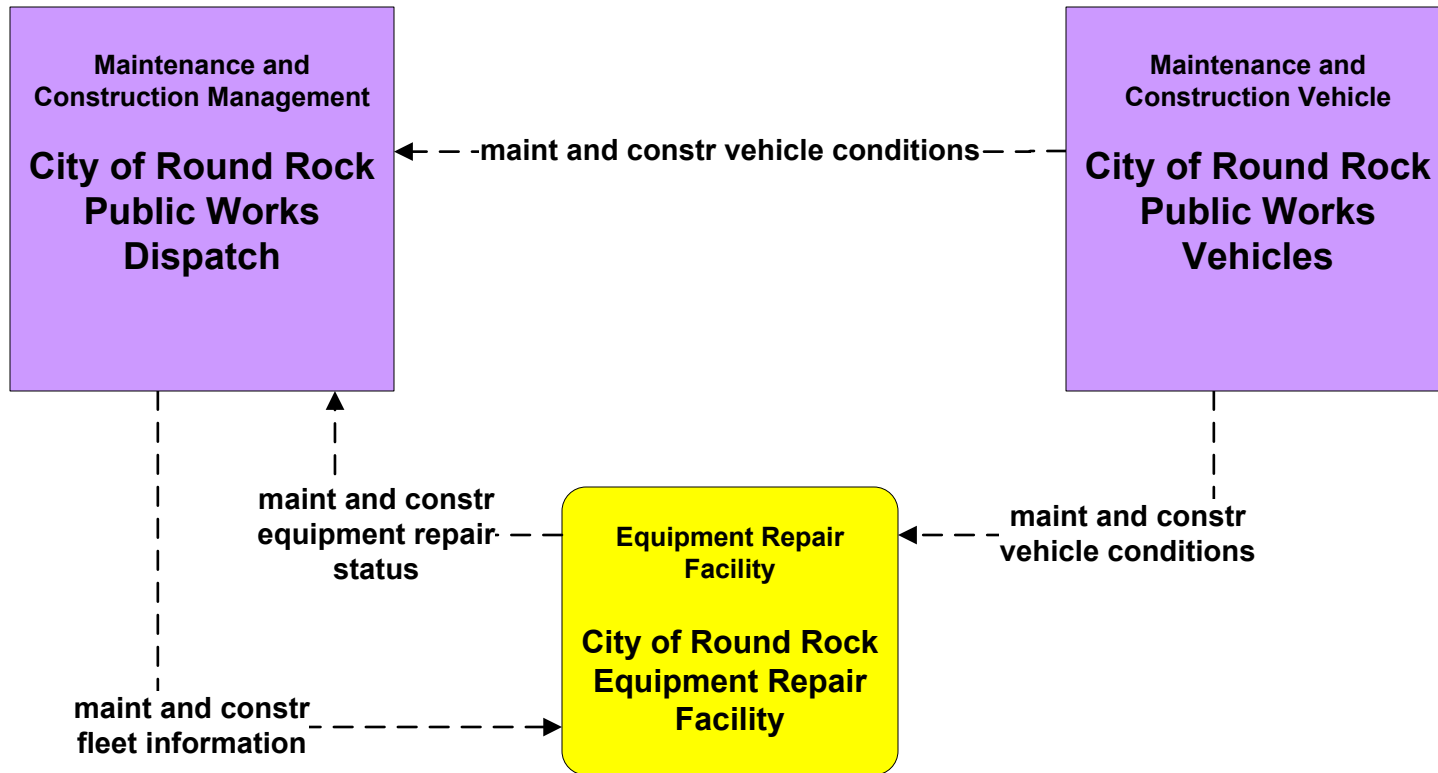 Maintenance and
Construction Management
City of Round Rock
Public Works
Dispatch
maint and constr vehicle conditions
Maintenance and
Construction Vehicle
City of Round Rock
Public Works
Vehicles
maint and constr
equipment repair
status
Equipment Repair
Facility
City of Round Rock
Equipment Repair
Facility
maint and constr
vehicle conditions
maint and constr
fleet information